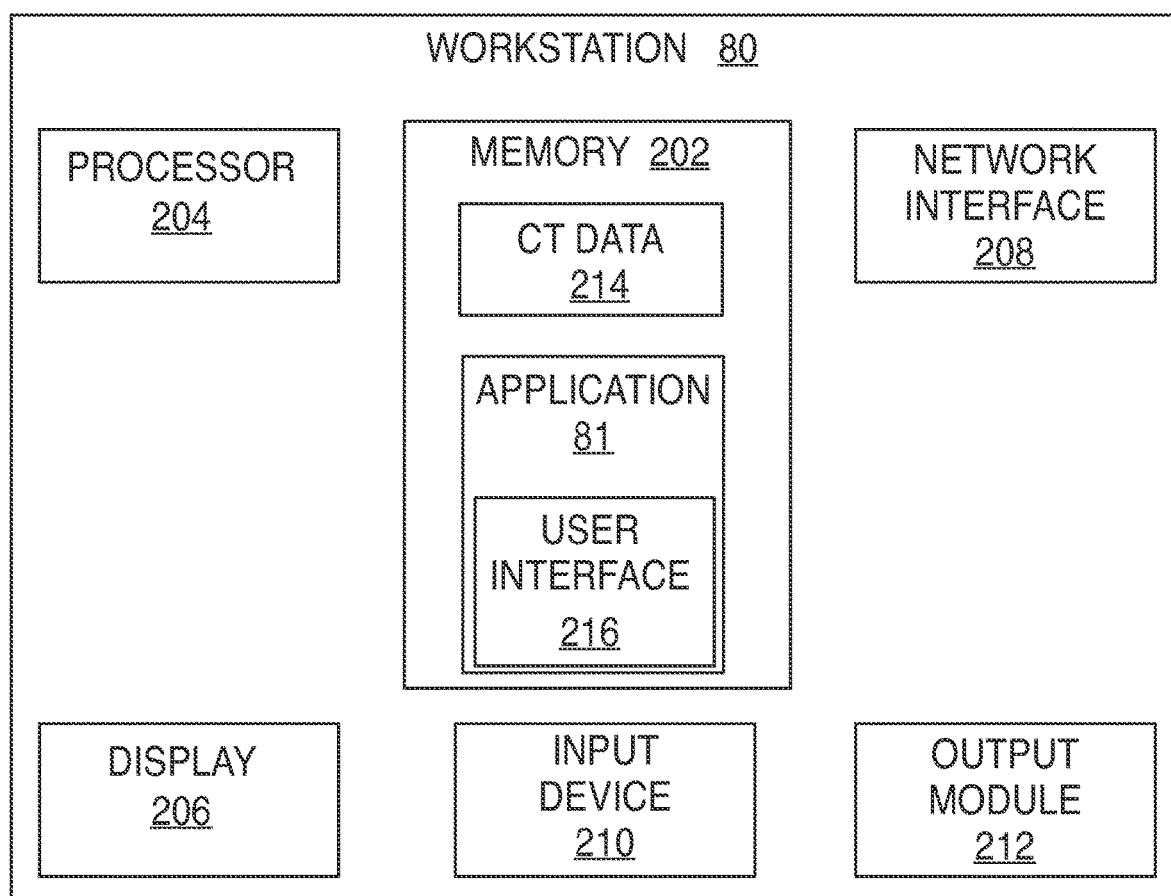 WORKSTATION 80
PROCESSOR
204
MEMORY 202
CT DATA
214
APPLICATION
81
USER
INTERFACE
216
NETWORK
INTERFACE
208
DISPLAY
206
INPUT
DEVICE
210
OUTPUT
MODULE
212